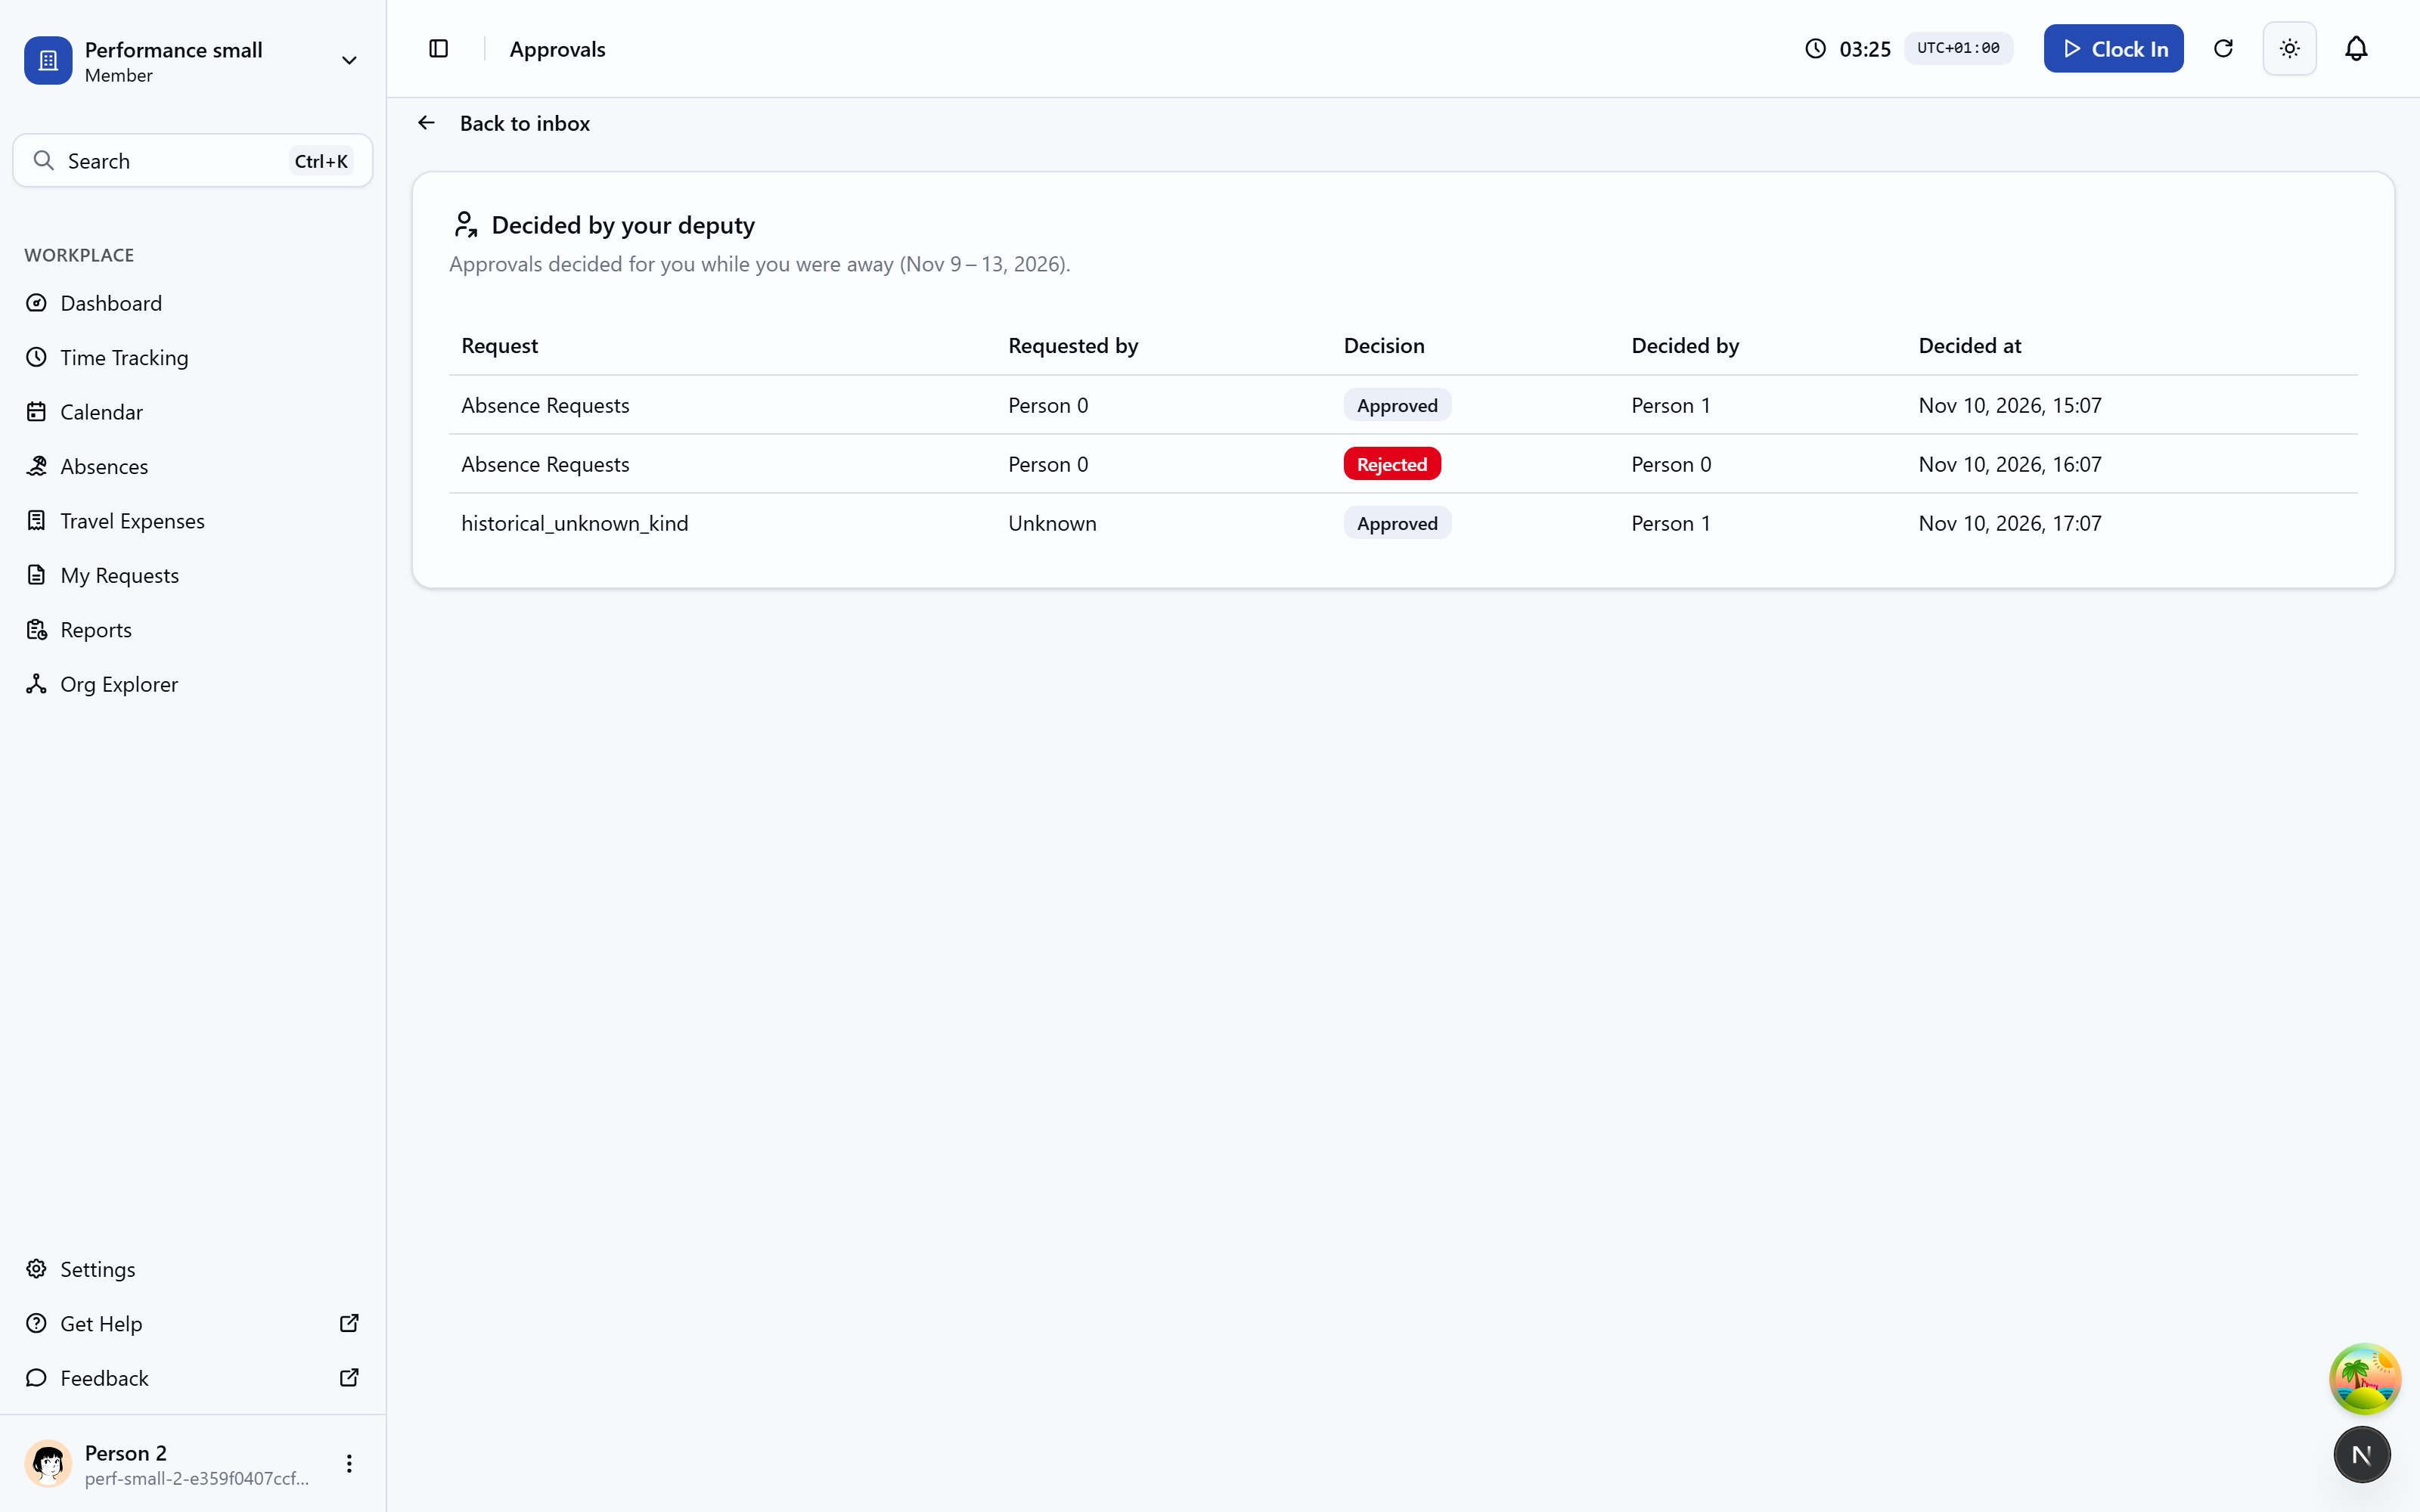 Performance small
Member
Search Ctrl+K
WORKPLACE
Dashboard
Time Tracking
Calendar
Absences
Travel Expenses
My Requests
Reports
Org Explorer
Settings
Get Help
Feedback
Person 2
perf-small-2-e359f0407ccf...
Approvals 03:25 UTC+01:00 Clock In
Back to inbox
Decided by your deputy
Approvals decided for you while you were away (Nov 9 – 13, 2026).
Request Requested by Decision Decided by Decided at
Absence Requests Person 0 Approved Person 1 Nov 10, 2026, 15:07
Absence Requests Person 0 Rejected Person 0 Nov 10, 2026, 16:07
historical_unknown_kind Unknown Approved Person 1 Nov 10, 2026, 17:07
N